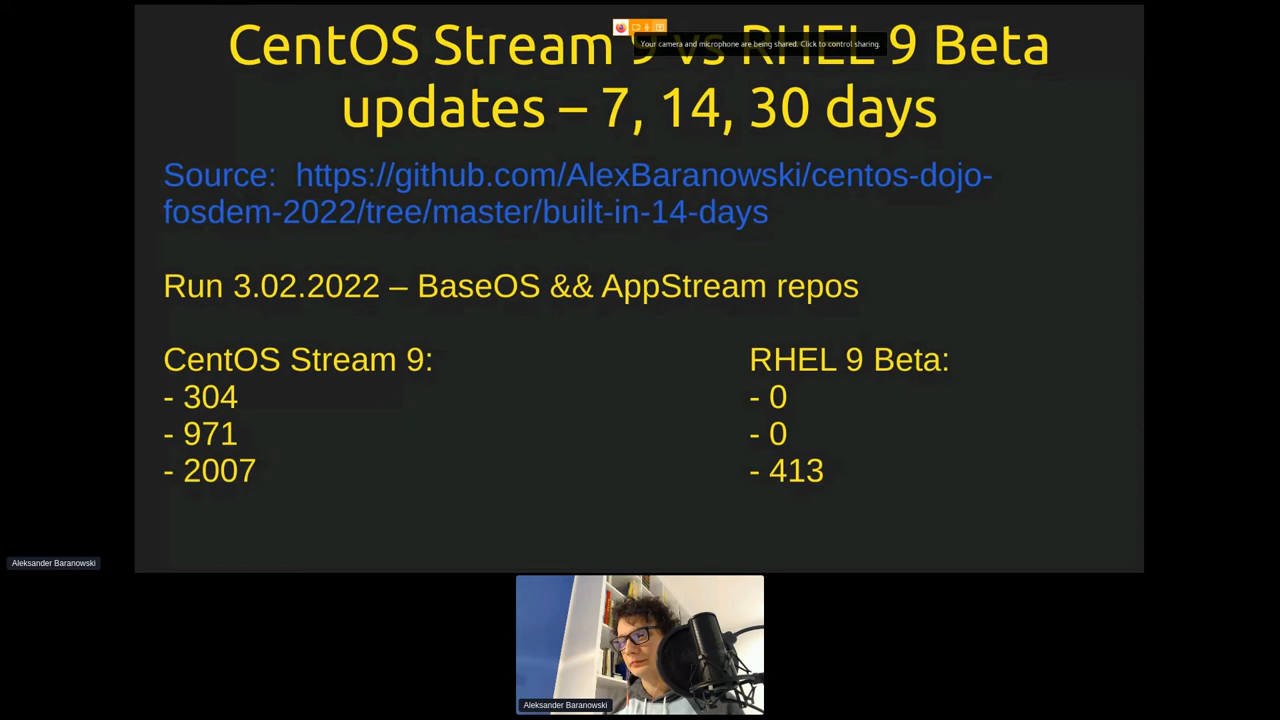 CentOS Stream 9 vs RHEL 9 Beta
Your camera and microphone are being shared. Click to control sharing.
updates – 7, 14, 30 days
Source: https://github.com/AlexBaranowski/centos-dojo-
fosdem-2022/tree/master/built-in-14-days
Run 3.02.2022 – BaseOS && AppStream repos
CentOS Stream 9:
- 304
- 971
- 2007
RHEL 9 Beta:
- 0
- 0
- 413
Aleksander Baranowski
Aleksander Baranowski